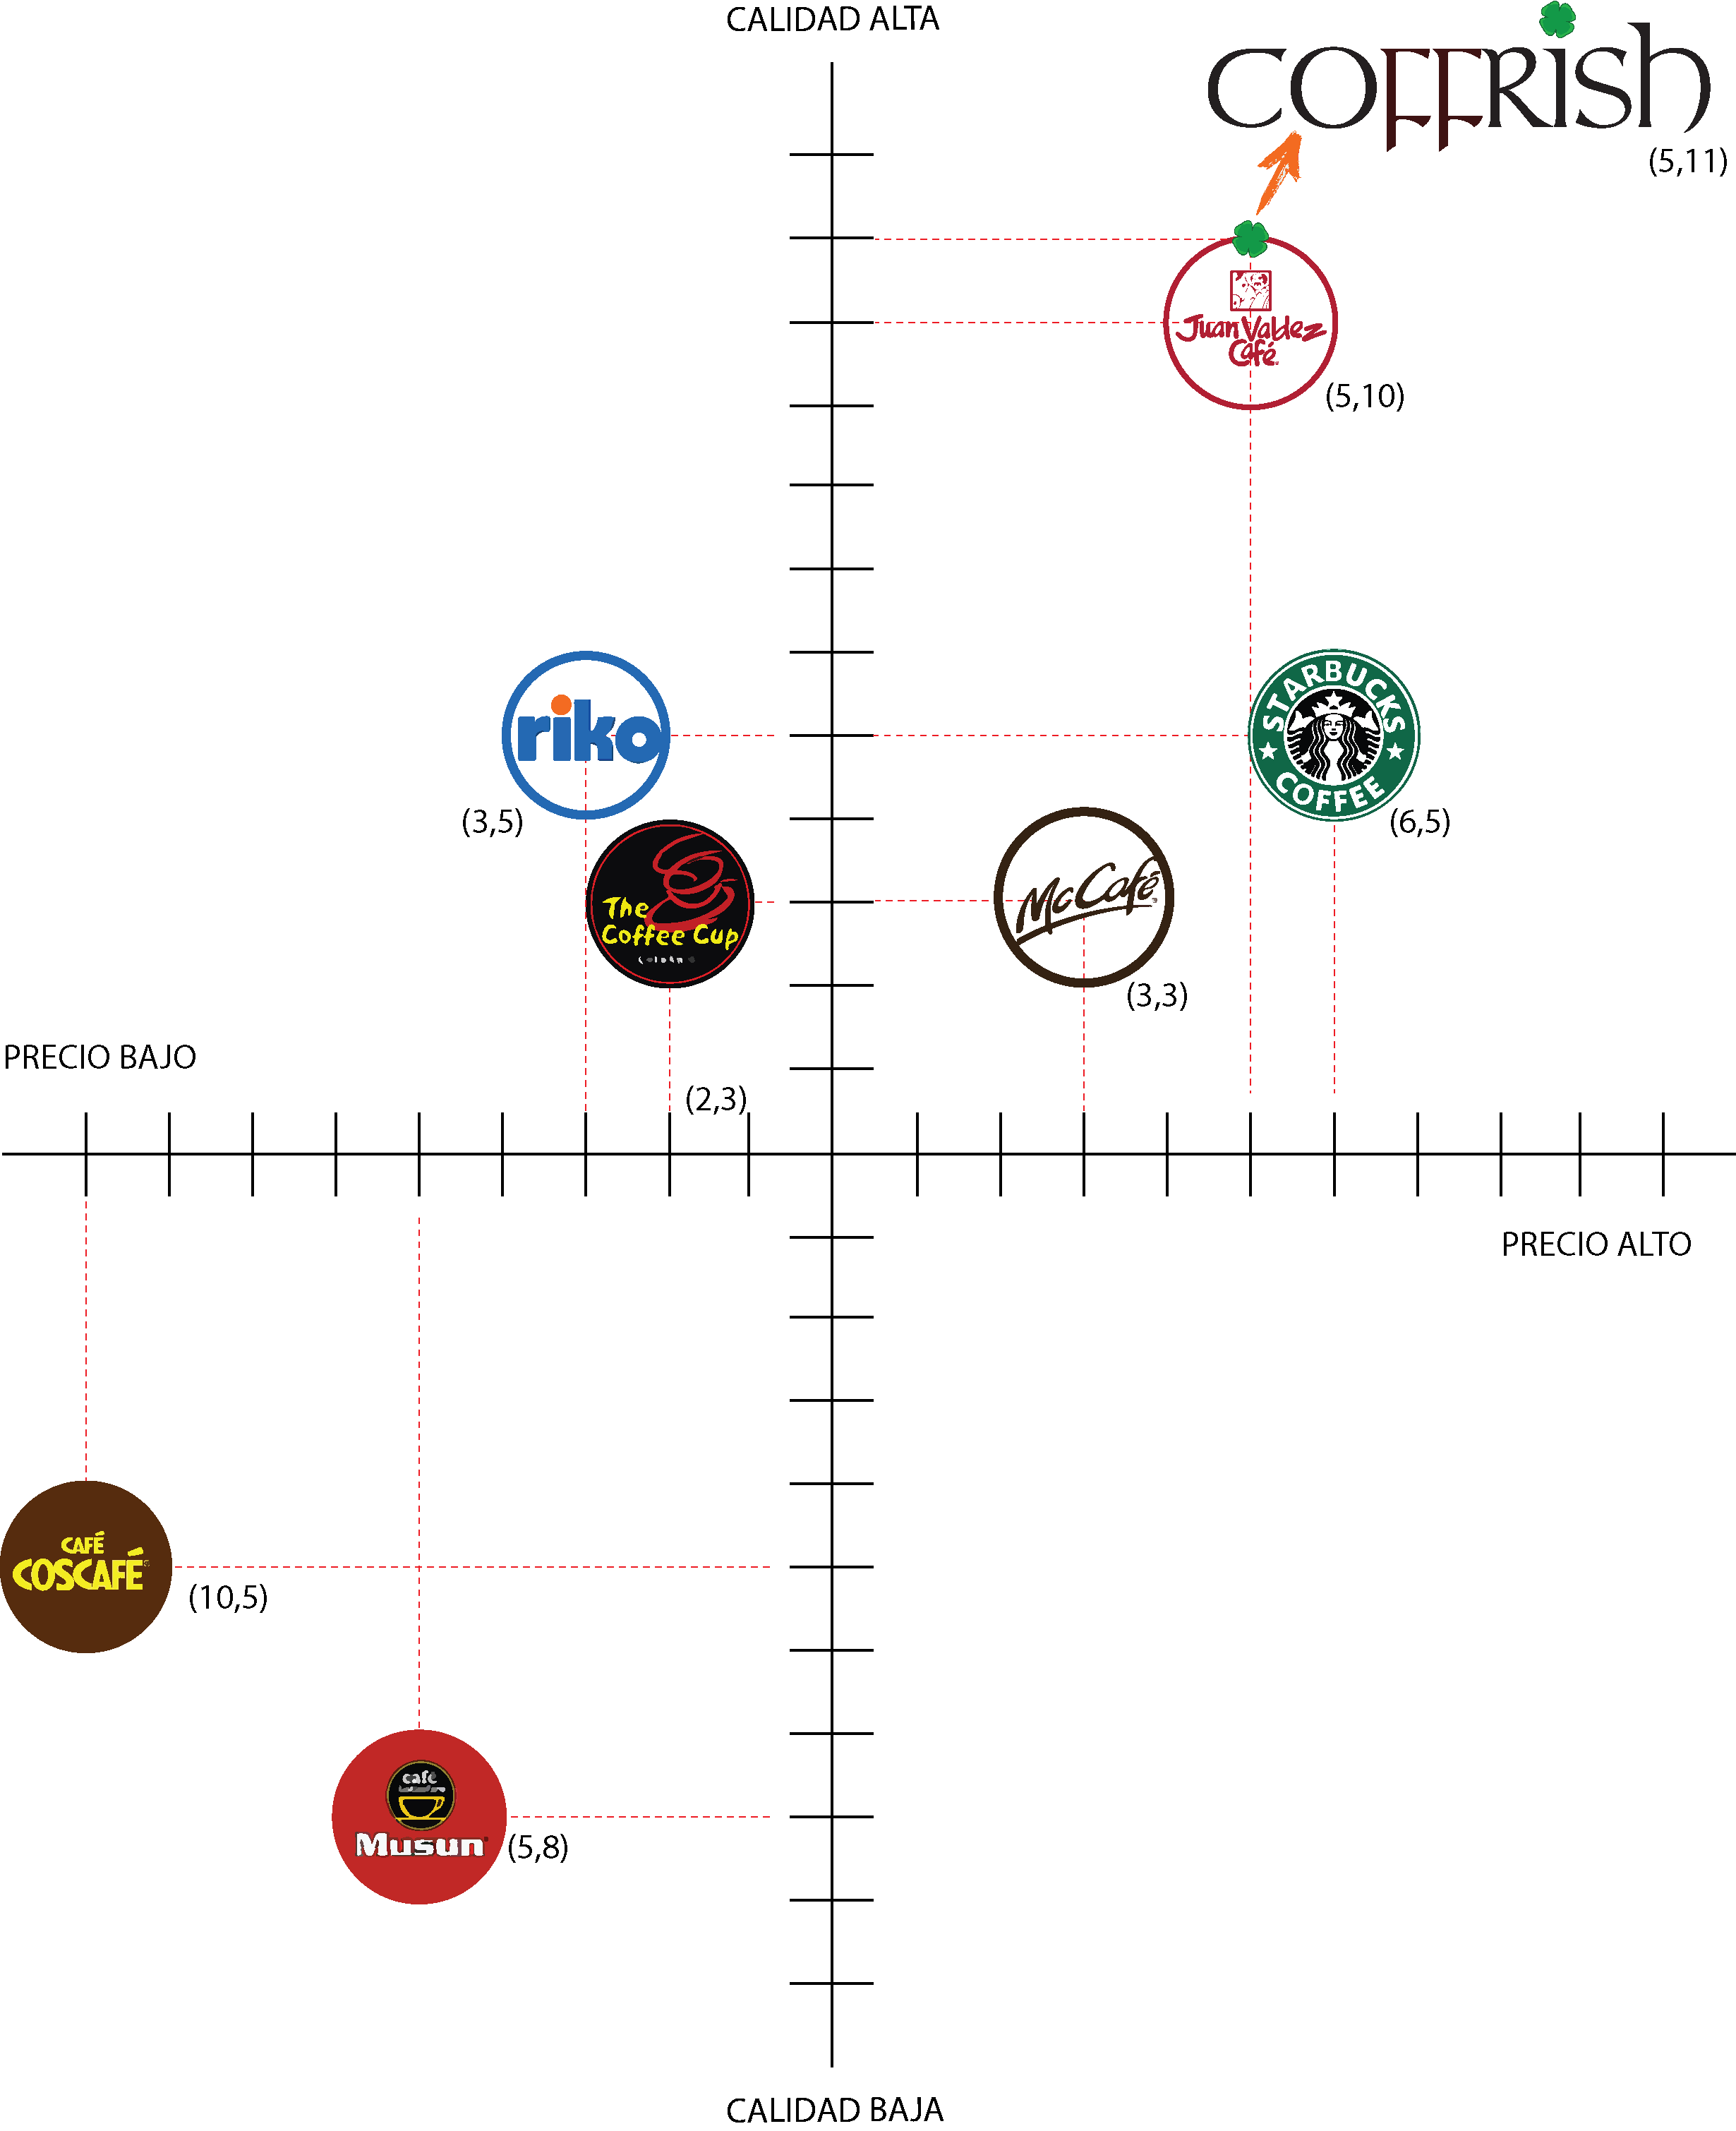 CALIDAD ALTA
COFFRISH
(5,11)
Juan Valdez
Café
(5,10)
riko
(3,5)
STARBUCKS
COFFEE
(6,5)
The
Coffee Cup
(2,3)
McCafé
(3,3)
PRECIO BAJO
PRECIO ALTO
CAFÉ
COSCAFÉ
(10,5)
café
Musun
(5,8)
CALIDAD BAJA